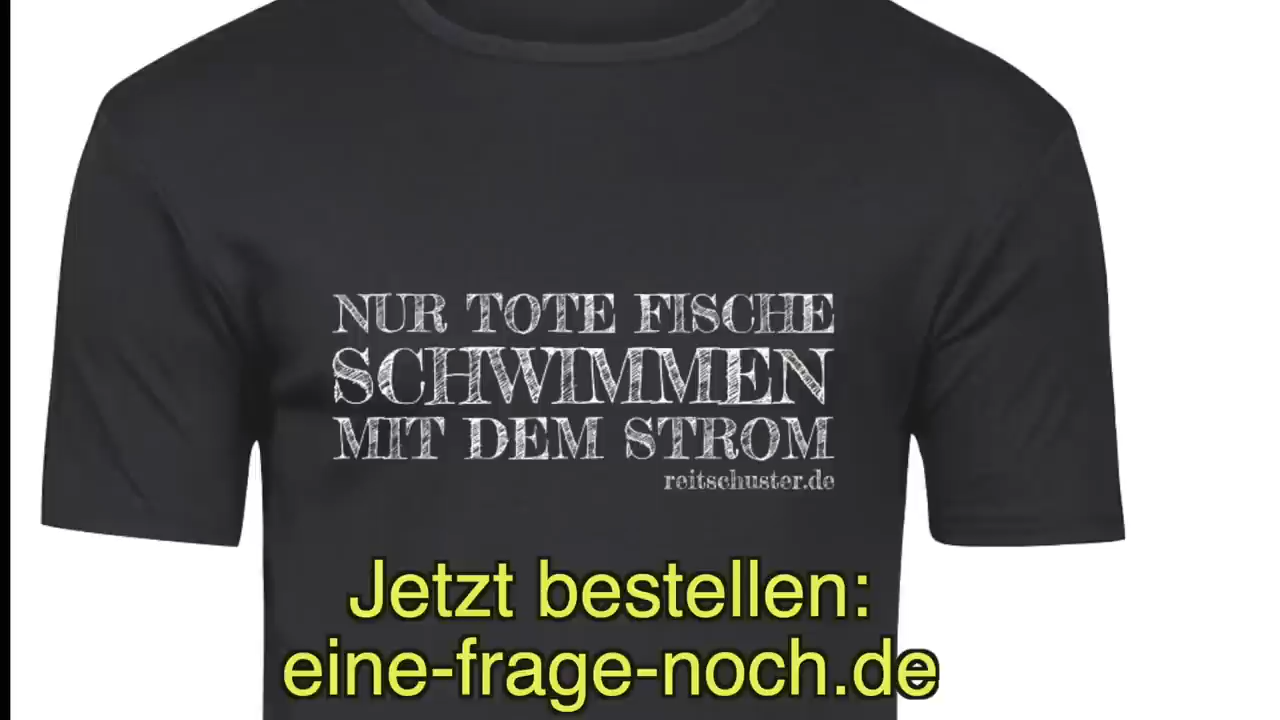 NUR TOTE FISCHE
SCHWIMMEN
MIT DEM STROM
reitschuster.de
Jetzt bestellen:
eine-frage-noch.de